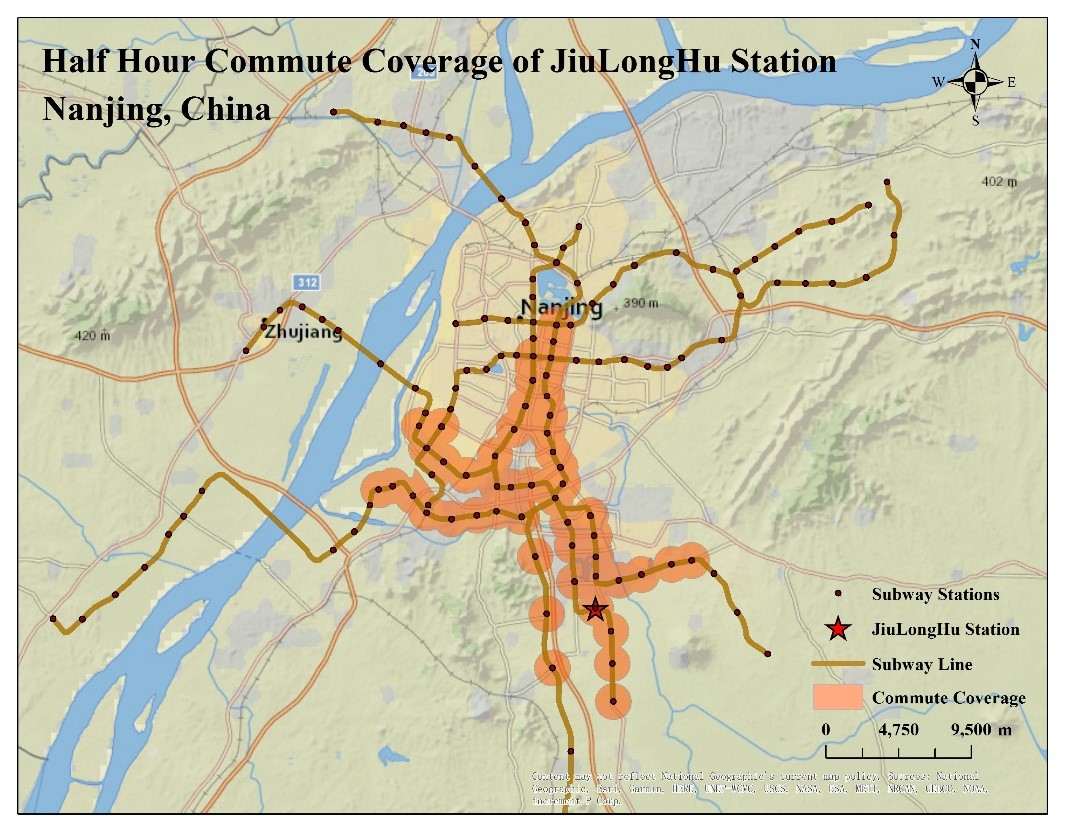 Half Hour Commute Coverage of JiuLongHu Station
Nanjing, China
N
W E
S
402 m
312
Nanjing
390 m
Zhujiang
420 m
Subway Stations
JiuLongHu Station
Subway Line
Commute Coverage
0 4,750 9,500 m
Content may not reflect National Geographic's current map policy. Sources: National
Geographic, Esri, Garmin, HERE, UNEP-WCMC, USGS, NASA, ESA, METI, NRCAN, GEBCO, NOAA,
increment P Corp.